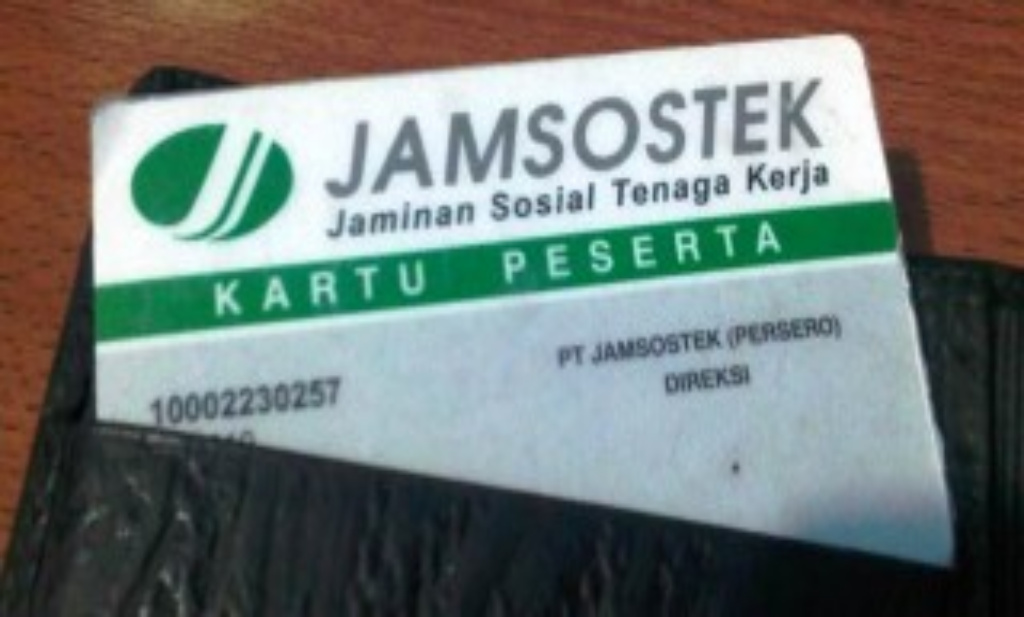 JAMSOSTEK
Jaminan Sosial Tenaga Kerja
KARTU PESERTA
PT JAMSOSTEK (PERSERO)
DIREKSI
10002230257